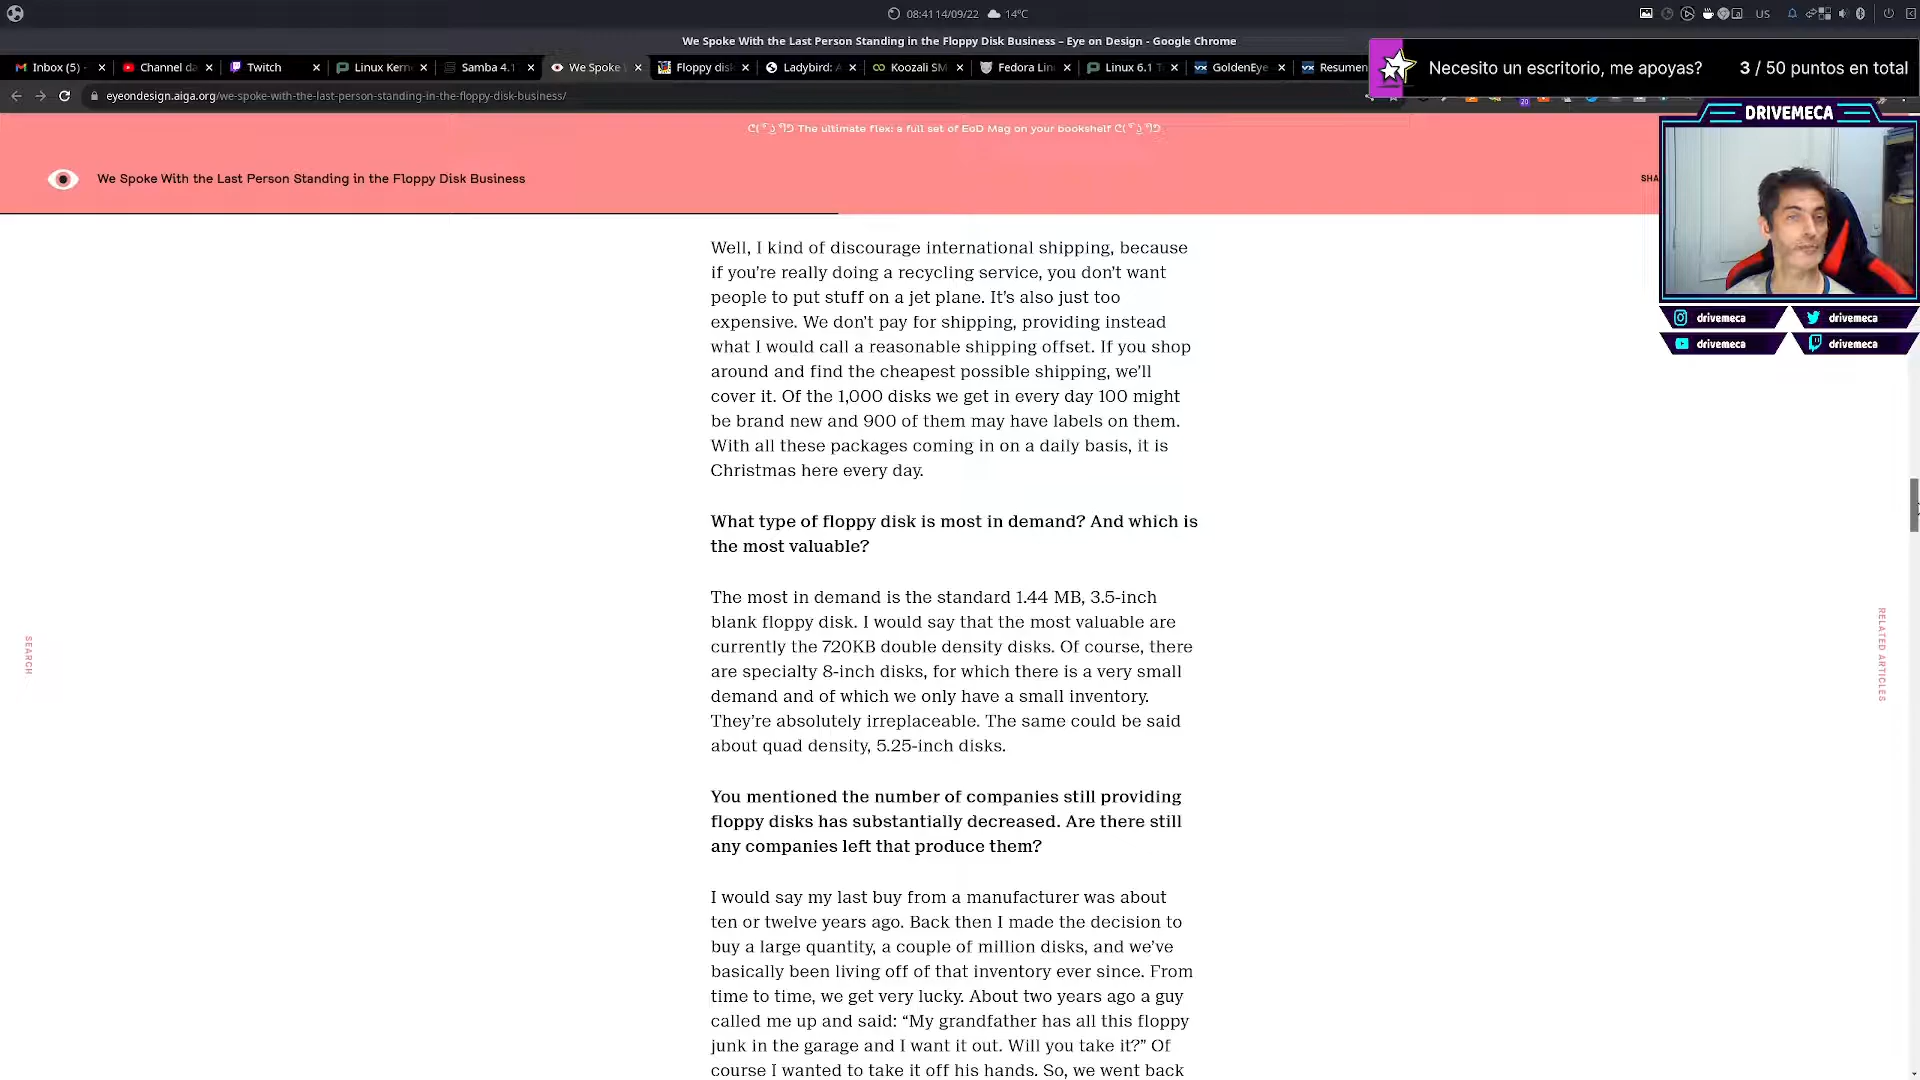 08:41 14/09/22 14°C
US
We Spoke With the Last Person Standing in the Floppy Disk Business – Eye on Design - Google Chrome
Inbox (5) Channel da Twitch Linux Kern Samba 4.1 We Spoke Floppy dis Ladybird: Koozali SM Fedora Lin Linux 6.1 GoldenEye Resumen
Necesito un escritorio, me apoyas? 3 / 50 puntos en total
eyeondesign.aiga.org/we-spoke-with-the-last-person-standing-in-the-floppy-disk-business/
20
The ultimate flex: a full set of EoD Mag on your bookshelf
DRIVEMECA
We Spoke With the Last Person Standing in the Floppy Disk Business
SHA
drivemeca drivemeca
drivemeca drivemeca
Well, I kind of discourage international shipping, because
if you’re really doing a recycling service, you don’t want
people to put stuff on a jet plane. It’s also just too
expensive. We don’t pay for shipping, providing instead
what I would call a reasonable shipping offset. If you shop
around and find the cheapest possible shipping, we’ll
cover it. Of the 1,000 disks we get in every day 100 might
be brand new and 900 of them may have labels on them.
With all these packages coming in on a daily basis, it is
Christmas here every day.
What type of floppy disk is most in demand? And which is
the most valuable?
The most in demand is the standard 1.44 MB, 3.5-inch
blank floppy disk. I would say that the most valuable are
currently the 720KB double density disks. Of course, there
are specialty 8-inch disks, for which there is a very small
demand and of which we only have a small inventory.
They’re absolutely irreplaceable. The same could be said
about quad density, 5.25-inch disks.
You mentioned the number of companies still providing
floppy disks has substantially decreased. Are there still
any companies left that produce them?
I would say my last buy from a manufacturer was about
ten or twelve years ago. Back then I made the decision to
buy a large quantity, a couple of million disks, and we’ve
basically been living off of that inventory ever since. From
time to time, we get very lucky. About two years ago a guy
called me up and said: “My grandfather has all this floppy
junk in the garage and I want it out. Will you take it?” Of
course I wanted to take it off his hands. So, we went back
SEARCH
RELATED ARTICLES